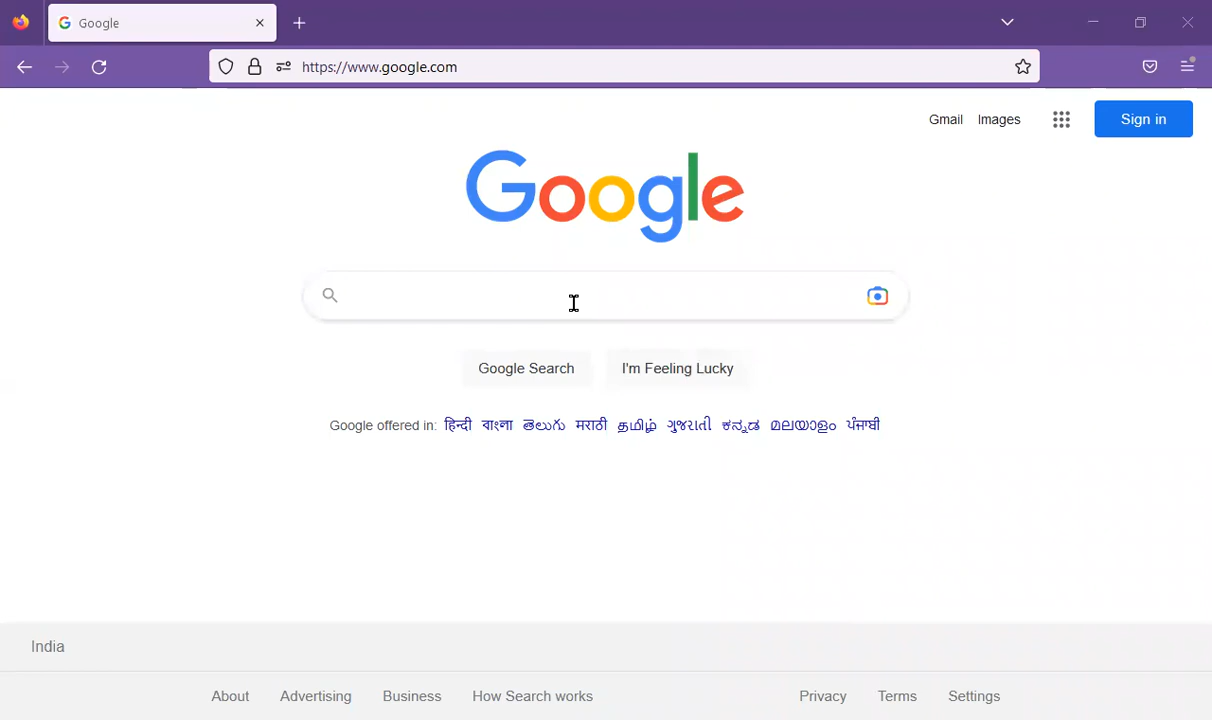 Google
https://www.google.com
Gmail Images Sign in
Google
Google Search I'm Feeling Lucky
Google offered in: हिन्दी বাংলা తెలుగు मराठी தமிழ் ગુજરાતી ಕನ್ನಡ മലയാളം ਪੰਜਾਬੀ
India
About Advertising Business How Search works Privacy Terms Settings